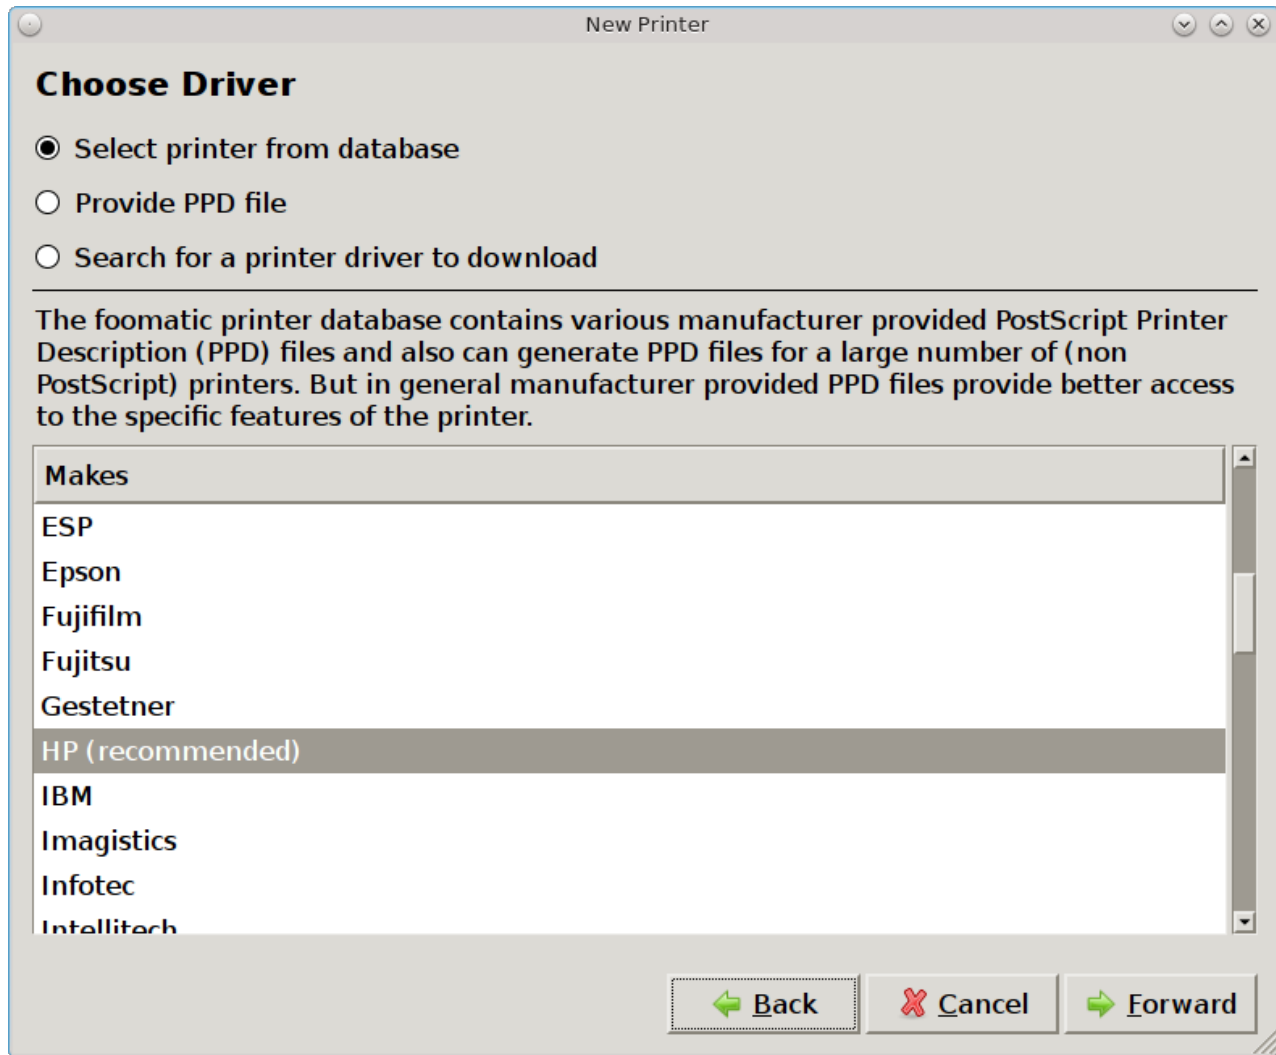 New Printer
Choose Driver
Select printer from database
Provide PPD file
Search for a printer driver to download
The foomatic printer database contains various manufacturer provided PostScript Printer
Description (PPD) files and also can generate PPD files for a large number of (non
PostScript) printers. But in general manufacturer provided PPD files provide better access
to the specific features of the printer.
Makes
ESP
Epson
Fujifilm
Fujitsu
Gestetner
HP (recommended)
IBM
Imagistics
Infotec
Intellitech
Back Cancel Forward